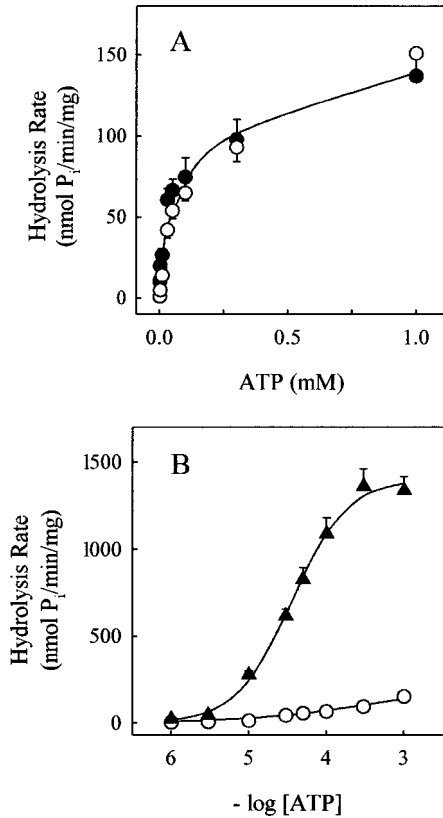 A
Hydrolysis Rate
(nmol Pi/min/mg)
150
100
50
0
0.0
0.5
1.0
ATP (mM)
B
Hydrolysis Rate
(nmol Pi/min/mg)
1500
1000
500
0
6
5
4
3
- log [ATP]